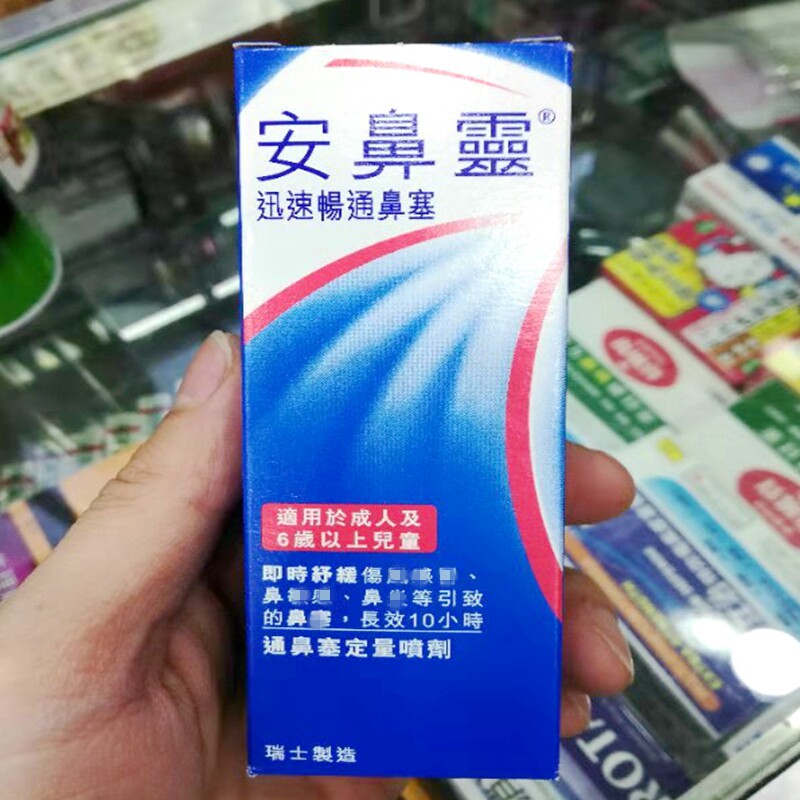 安鼻靈®
迅速暢通鼻塞
適用於成人及
6歲以上兒童
即時紓緩傷、
鼻、鼻等引致
的鼻,長效10小時
通鼻塞定量噴劑
瑞士製造
ROTA